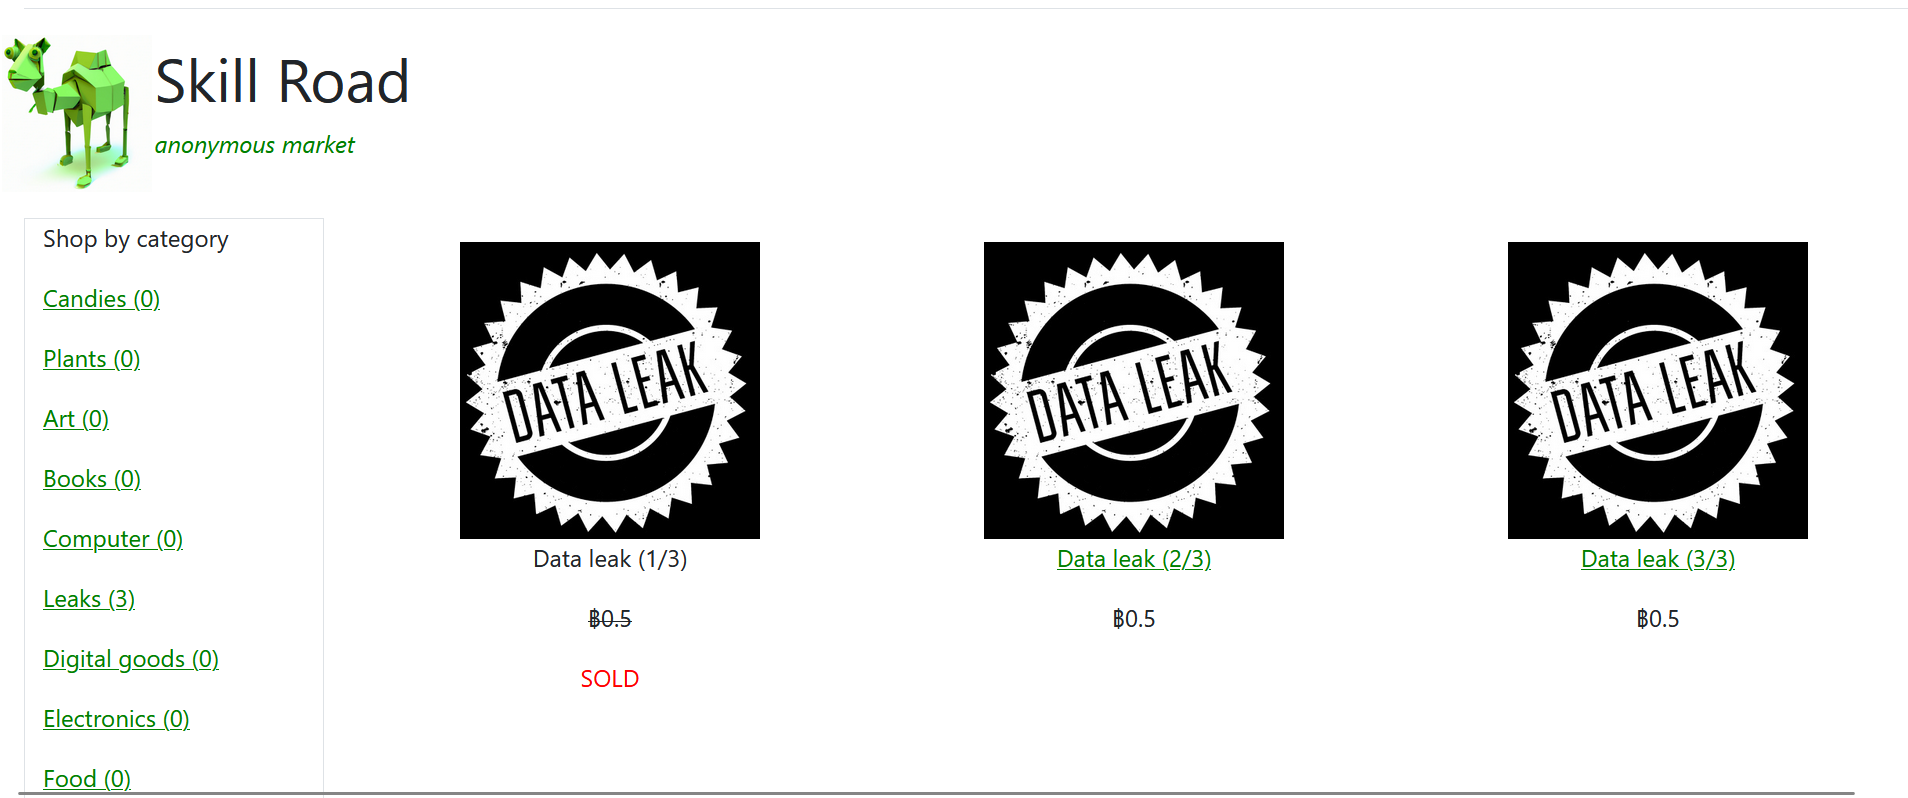 Skill Road
anonymous market
Shop by category
Candies (0)
Plants (0)
Art (0)
Books (0)
Computer (0)
Leaks (3)
Digital goods (0)
Electronics (0)
Food (0)
DATA LEAK
Data leak (1/3)
฿0.5
SOLD
DATA LEAK
Data leak (2/3)
฿0.5
DATA LEAK
Data leak (3/3)
฿0.5